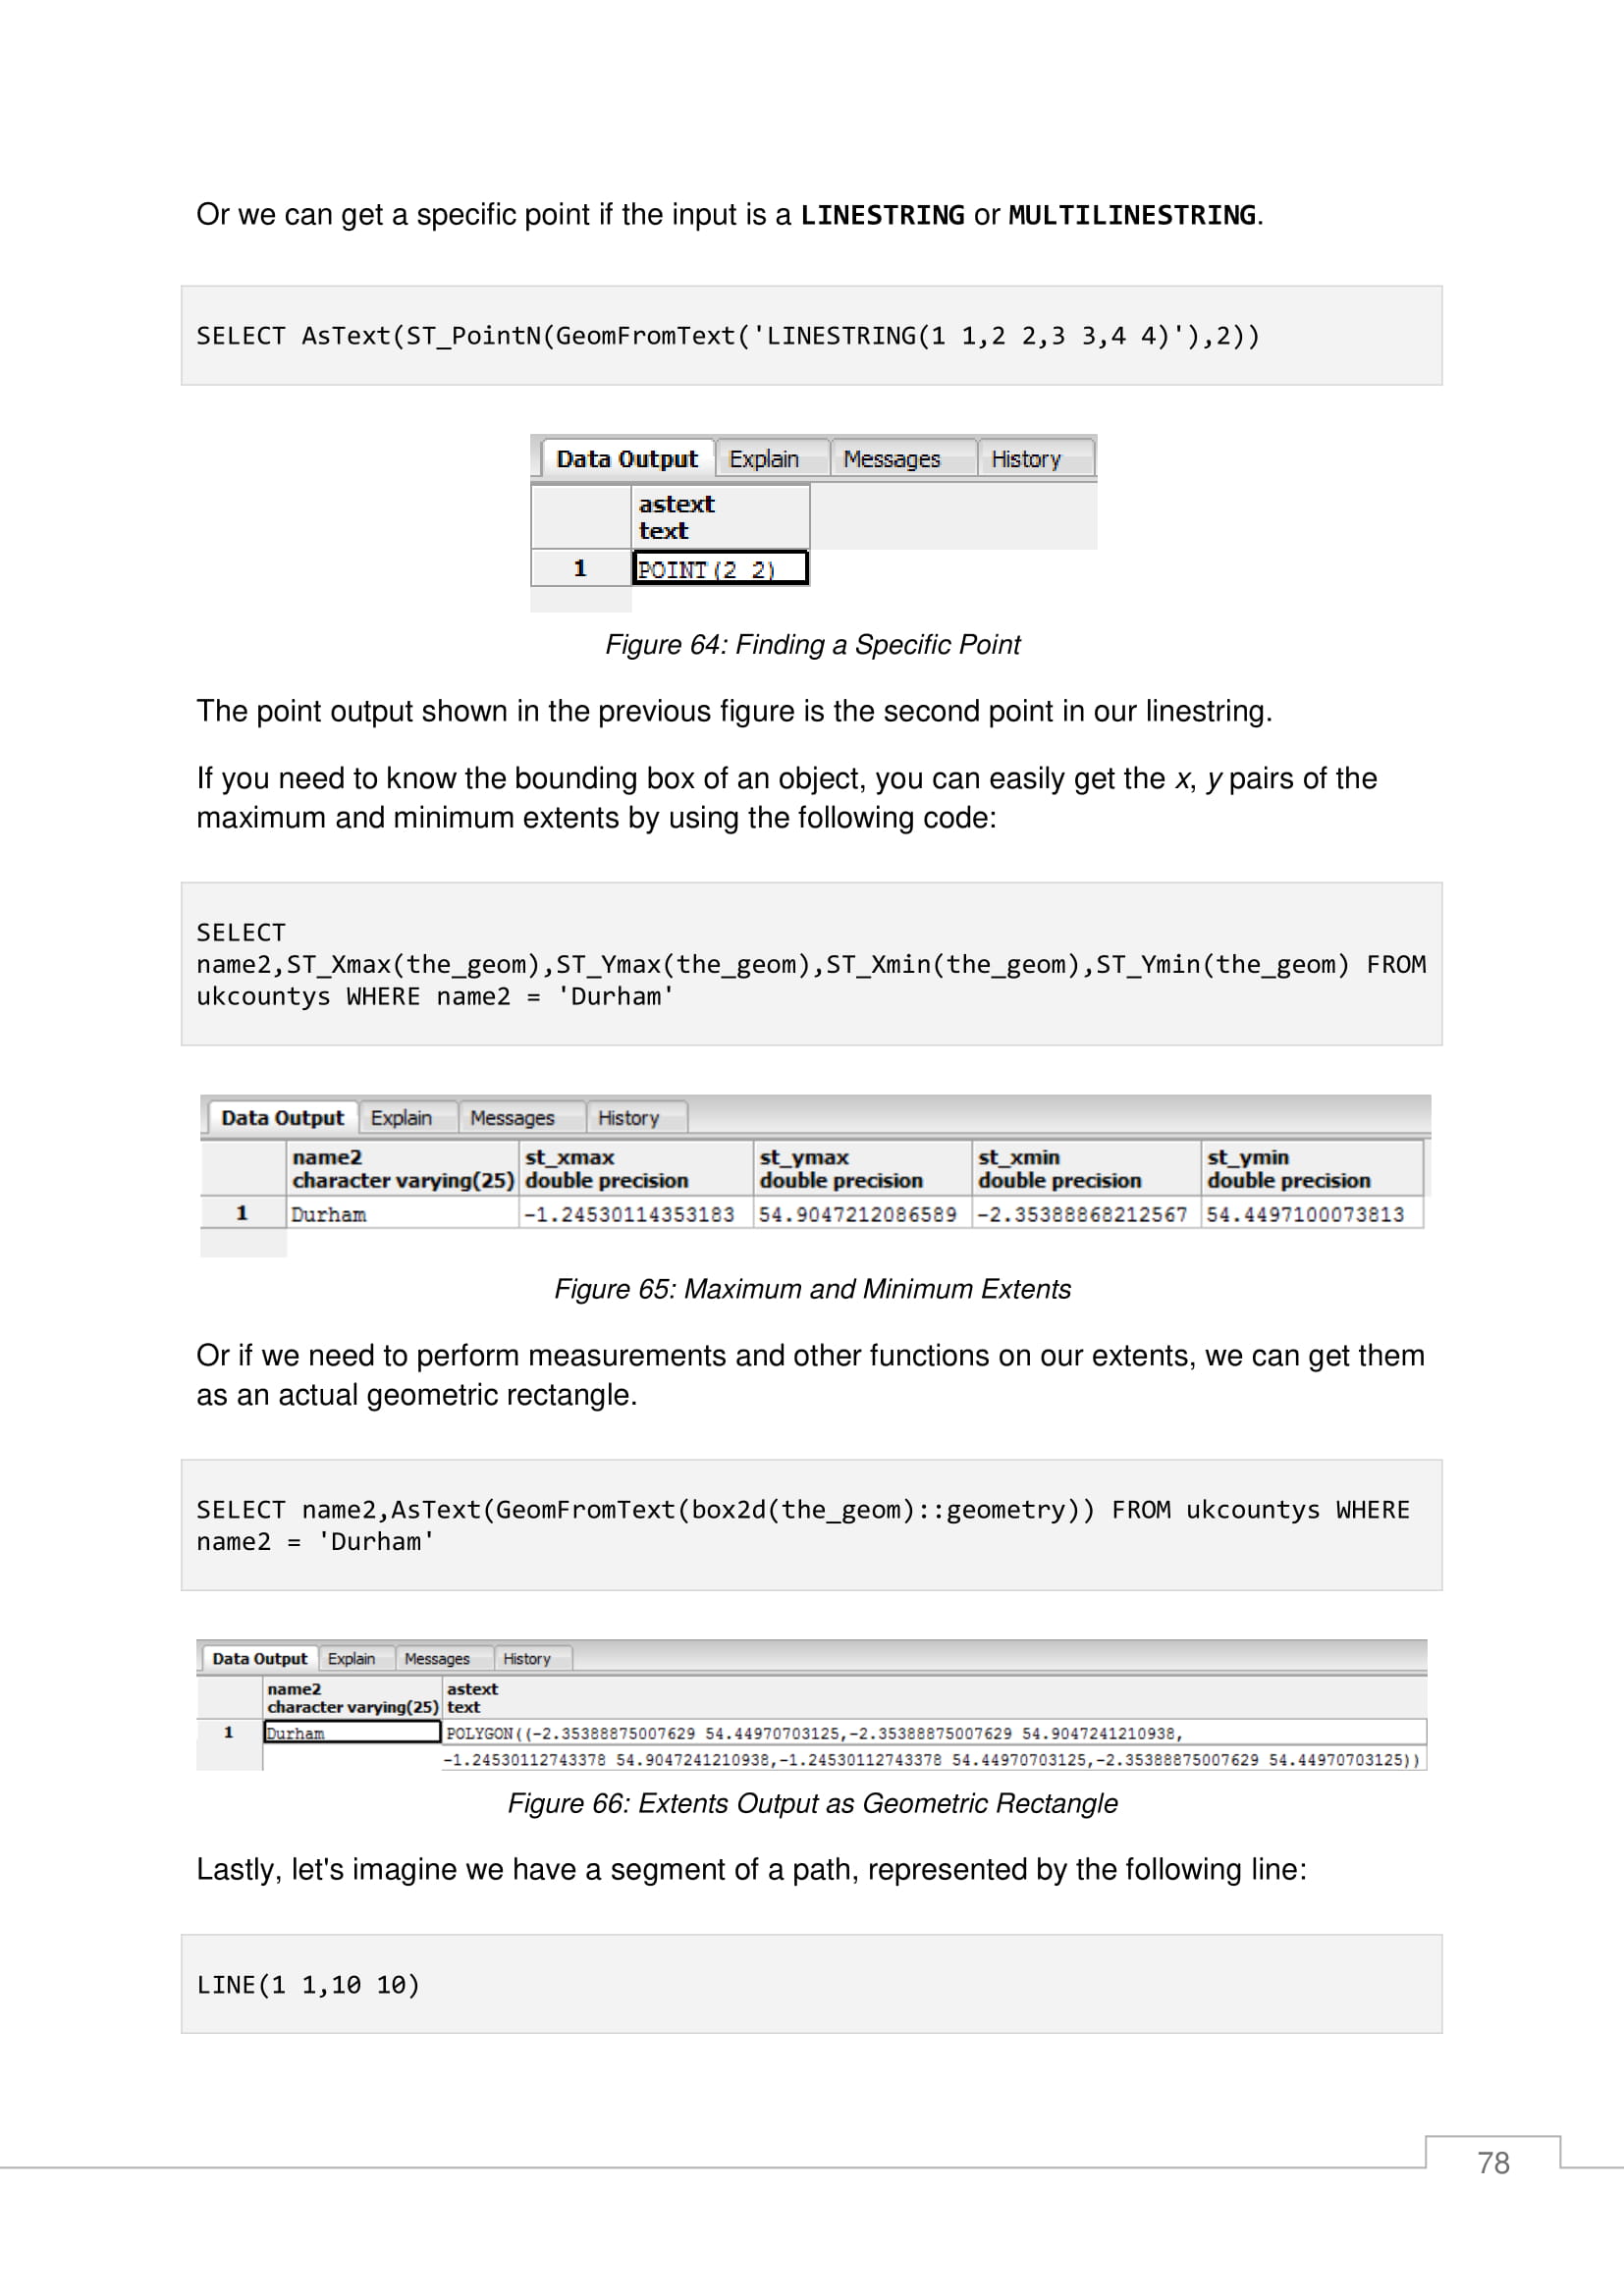 Or we can get a specific point if the input is a LINESTRING or MULTILINESTRING.
SELECT AsText(ST_PointN(GeomFromText('LINESTRING(1 1,2 2,3 3,4 4)'),2))
Data Output Explain Messages History
astext
text
1 POINT(2 2)
Figure 64: Finding a Specific Point
The point output shown in the previous figure is the second point in our linestring.
If you need to know the bounding box of an object, you can easily get the x, y pairs of the
maximum and minimum extents by using the following code:
SELECT
name2,ST_Xmax(the_geom),ST_Ymax(the_geom),ST_Xmin(the_geom),ST_Ymin(the_geom) FROM
ukcountys WHERE name2 = 'Durham'
Data Output Explain Messages History
name2 st_xmax st_ymax st_xmin st_ymin
character varying(25) double precision double precision double precision double precision
1 Durham -1.24530114353183 54.9047212086589 -2.35388868212567 54.4497100073813
Figure 65: Maximum and Minimum Extents
Or if we need to perform measurements and other functions on our extents, we can get them
as an actual geometric rectangle.
SELECT name2,AsText(GeomFromText(box2d(the_geom)::geometry)) FROM ukcountys WHERE
name2 = 'Durham'
Data Output Explain Messages History
name2 astext
character varying(25) text
1 Durham POLYGON((-2.35388875007629 54.44970703125,-2.35388875007629 54.9047241210938,
-1.24530112743378 54.9047241210938,-1.24530112743378 54.44970703125,-2.35388875007629 54.44970703125))
Figure 66: Extents Output as Geometric Rectangle
Lastly, let's imagine we have a segment of a path, represented by the following line:
LINE(1 1,10 10)
78